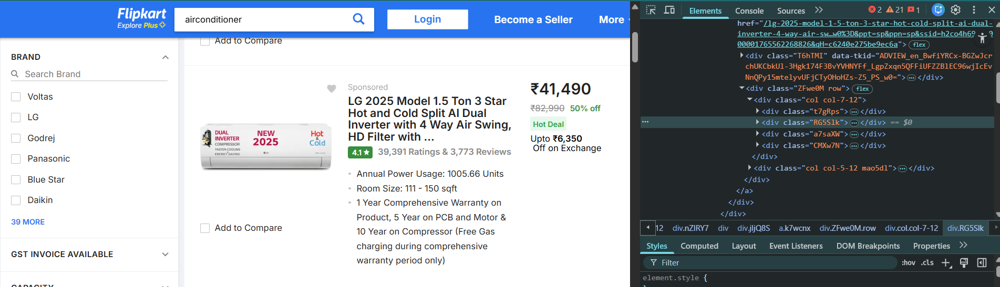 Flipkart
Explore Plus
airconditioner
Login
Become a Seller
More
Add to Compare
BRAND
Search Brand
Voltas
LG
Godrej
Panasonic
Blue Star
Daikin
39 MORE
GST INVOICE AVAILABLE
CAPACITY
DUAL
INVERTER
COMPRESSOR
FASTER COOLING
ENERGY SAVING
NEW
2025
Hot
&
Cold
LG
Add to Compare
Sponsored
LG 2025 Model 1.5 Ton 3 Star
Hot and Cold Split AI Dual
Inverter with 4 Way Air Swing,
HD Filter with ...
4.1★ 39,391 Ratings & 3,773 Reviews
• Annual Power Usage: 1005.66 Units
• Room Size: 111 - 150 sqft
• 1 Year Comprehensive Warranty on
Product, 5 Year on PCB and Motor &
10 Year on Compressor (Free Gas
charging during comprehensive
warranty period only)
₹41,490
₹82,990 50% off
Hot Deal
Upto ₹6,350
Off on Exchange
Elements Console Sources 2 21 1
href="/lg-2025-model-1-5-ton-3-star-hot-cold-split-ai-dual-
inverter-4-way-air-sw…w0%3D&ppt=sp&ppn=sp&ssid=h2co4h69
00001765562268826&qH=c6240e275be9ec6a"> flex
<div class="T6hTMI" data-tkid="ADVIEW_en_BwfiYRCx-BGZwJcr
chUKCbkUl-3Hgk174F3BvYVHNYFf_LgpZxqn5QFFiUFZZBlEC96wjIcEv
NnQPy15mtelyvUFjCTyOHoHZs-Z5_PS_w0=">…</div>
<div class="ZFwe0M row"> flex
<div class="col col-7-12">
<div class="t7gRps">…</div>
<div class="RG5Slk">…</div> == $0
<div class="a7saXW">…</div>
<div class="CMXw7N">…</div>
</div>
<div class="col col-5-12 mao5dl">…</div>
</div>
</a>
</div>
</div>
12 div.nZIRY7 div div.jIjQ8S a.k7wcnx div.ZFwe0M.row div.col.col-7-12 div.RG5Slk
Styles Computed Layout Event Listeners DOM Breakpoints Properties
Filter :hov .cls
element.style {
}